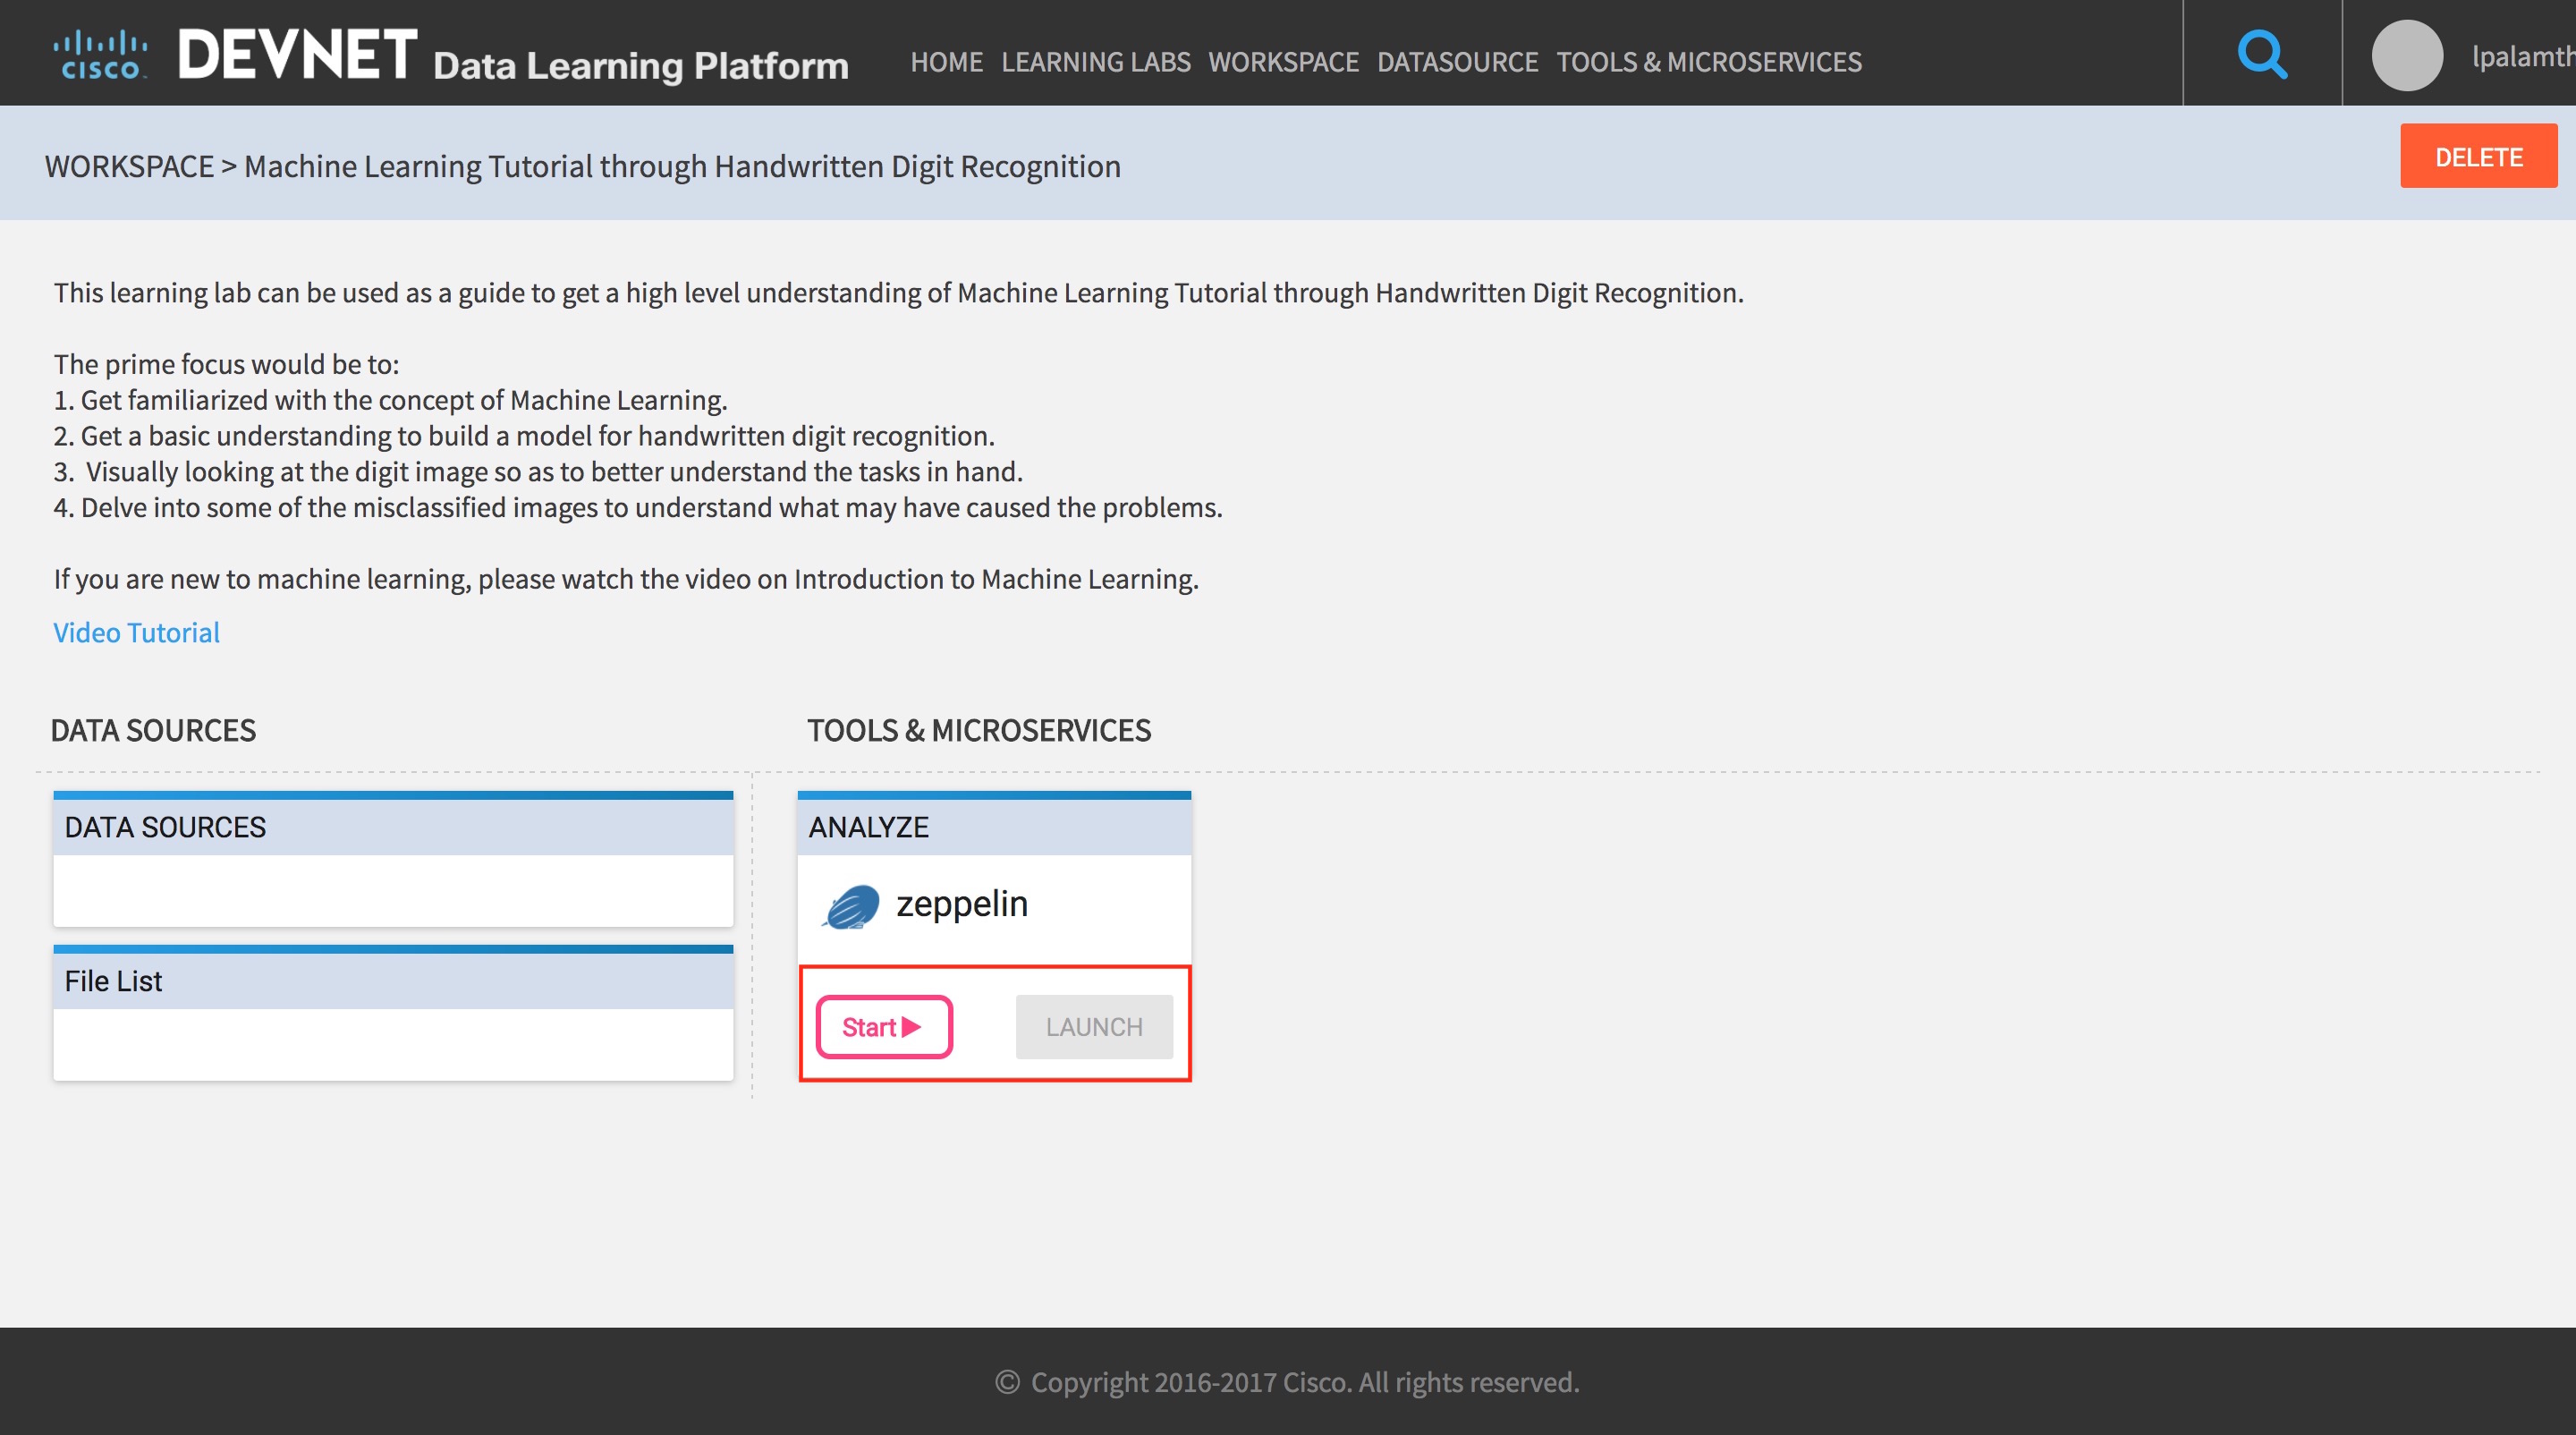 CISCO DEVNET Data Learning Platform HOME LEARNING LABS WORKSPACE DATASOURCE TOOLS & MICROSERVICES lpalamth
WORKSPACE > Machine Learning Tutorial through Handwritten Digit Recognition DELETE
This learning lab can be used as a guide to get a high level understanding of Machine Learning Tutorial through Handwritten Digit Recognition.
The prime focus would be to:
1. Get familiarized with the concept of Machine Learning.
2. Get a basic understanding to build a model for handwritten digit recognition.
3. Visually looking at the digit image so as to better understand the tasks in hand.
4. Delve into some of the misclassified images to understand what may have caused the problems.
If you are new to machine learning, please watch the video on Introduction to Machine Learning.
Video Tutorial
DATA SOURCES
DATA SOURCES
File List
TOOLS & MICROSERVICES
ANALYZE
zeppelin
Start LAUNCH
© Copyright 2016-2017 Cisco. All rights reserved.